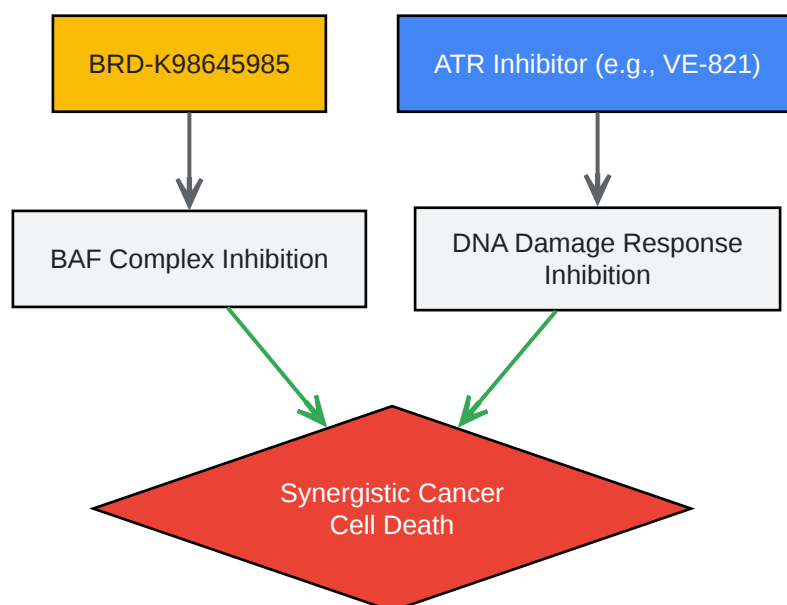 BRD-K98645985
ATR Inhibitor (e.g., VE-821)
BAF Complex Inhibition
DNA Damage Response
Inhibition
Synergistic Cancer
Cell Death